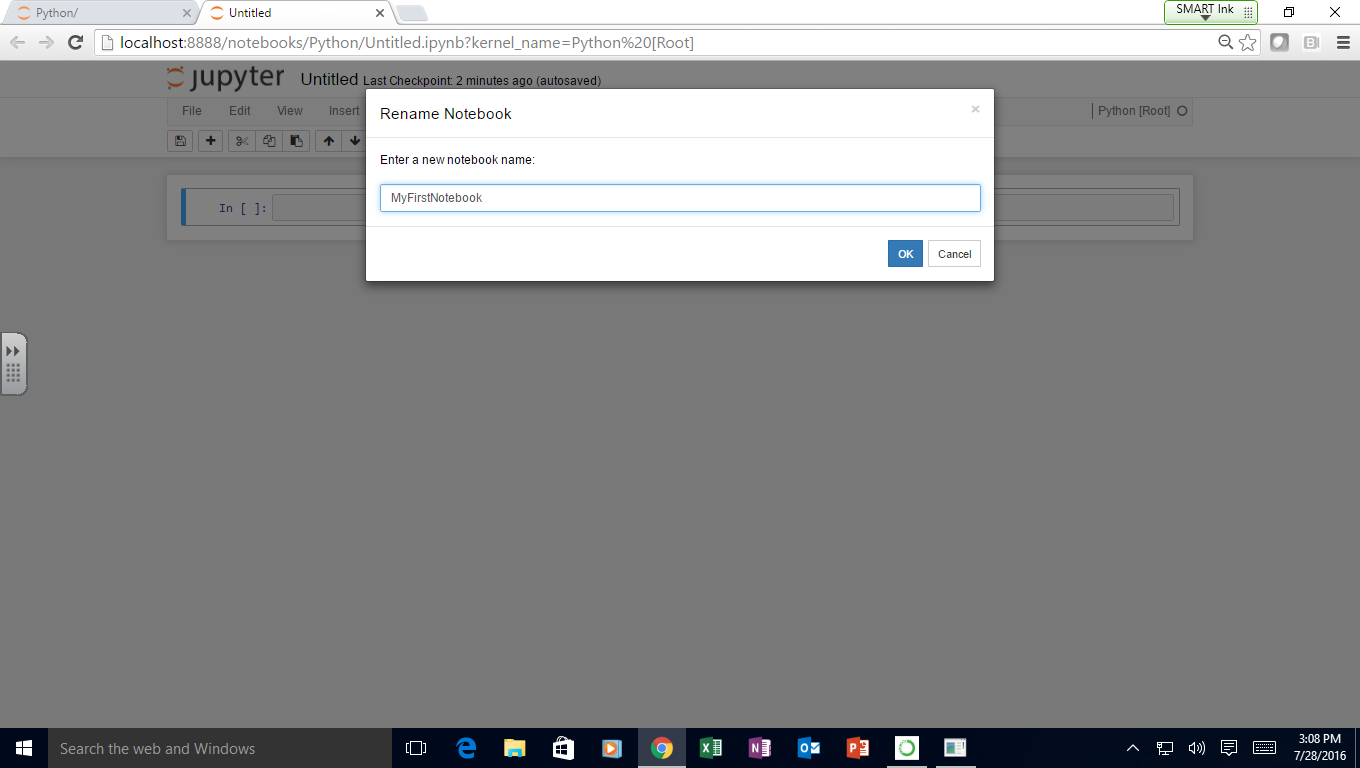 Python/
Untitled
SMART Ink
localhost:8888/notebooks/Python/Untitled.ipynb?kernel_name=Python%20[Root]
jupyter Untitled Last Checkpoint: 2 minutes ago (autosaved)
File Edit View Insert
Python [Root]
Rename Notebook
Enter a new notebook name:
MyFirstNotebook
OK Cancel
In [ ]:
Search the web and Windows
3:08 PM
7/28/2016